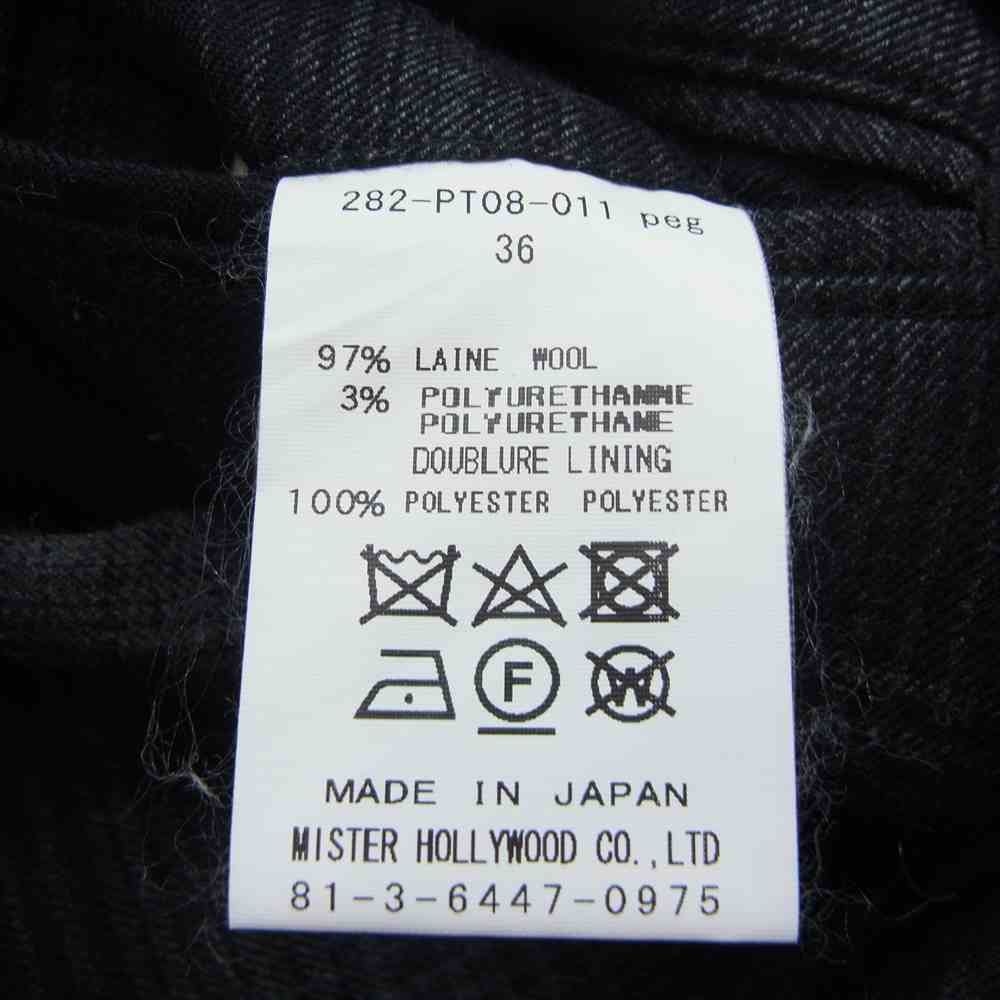 282-PT08-011 peg
36
97% LAINE WOOL
3% POLYURETHANNE
POLYURETHANE
DOUBLURE LINING
100% POLYESTER POLYESTER
F
W
MADE IN JAPAN
MISTER HOLLYWOOD CO.,LTD
81-3-6447-0975